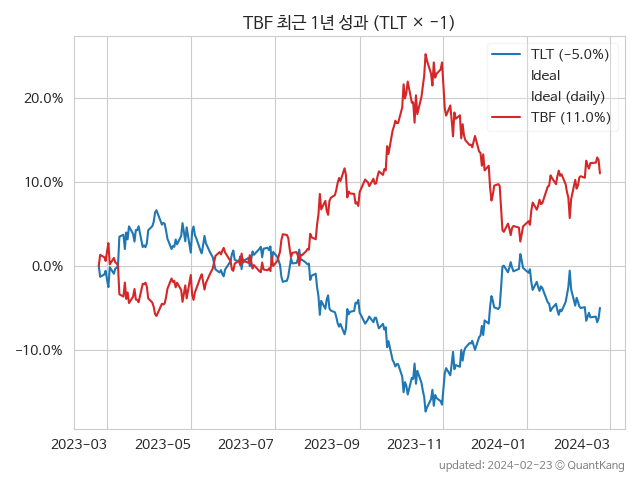 TBF 최근 1년 성과 (TLT × −1)
TLT (−5.0%)
Ideal
Ideal (daily)
TBF (11.0%)
20.0%
10.0%
0.0%
−10.0%
2023−03 2023−05 2023−07 2023−09 2023−11 2024−01 2024−03
updated: 2024−02−23 © QuantKang